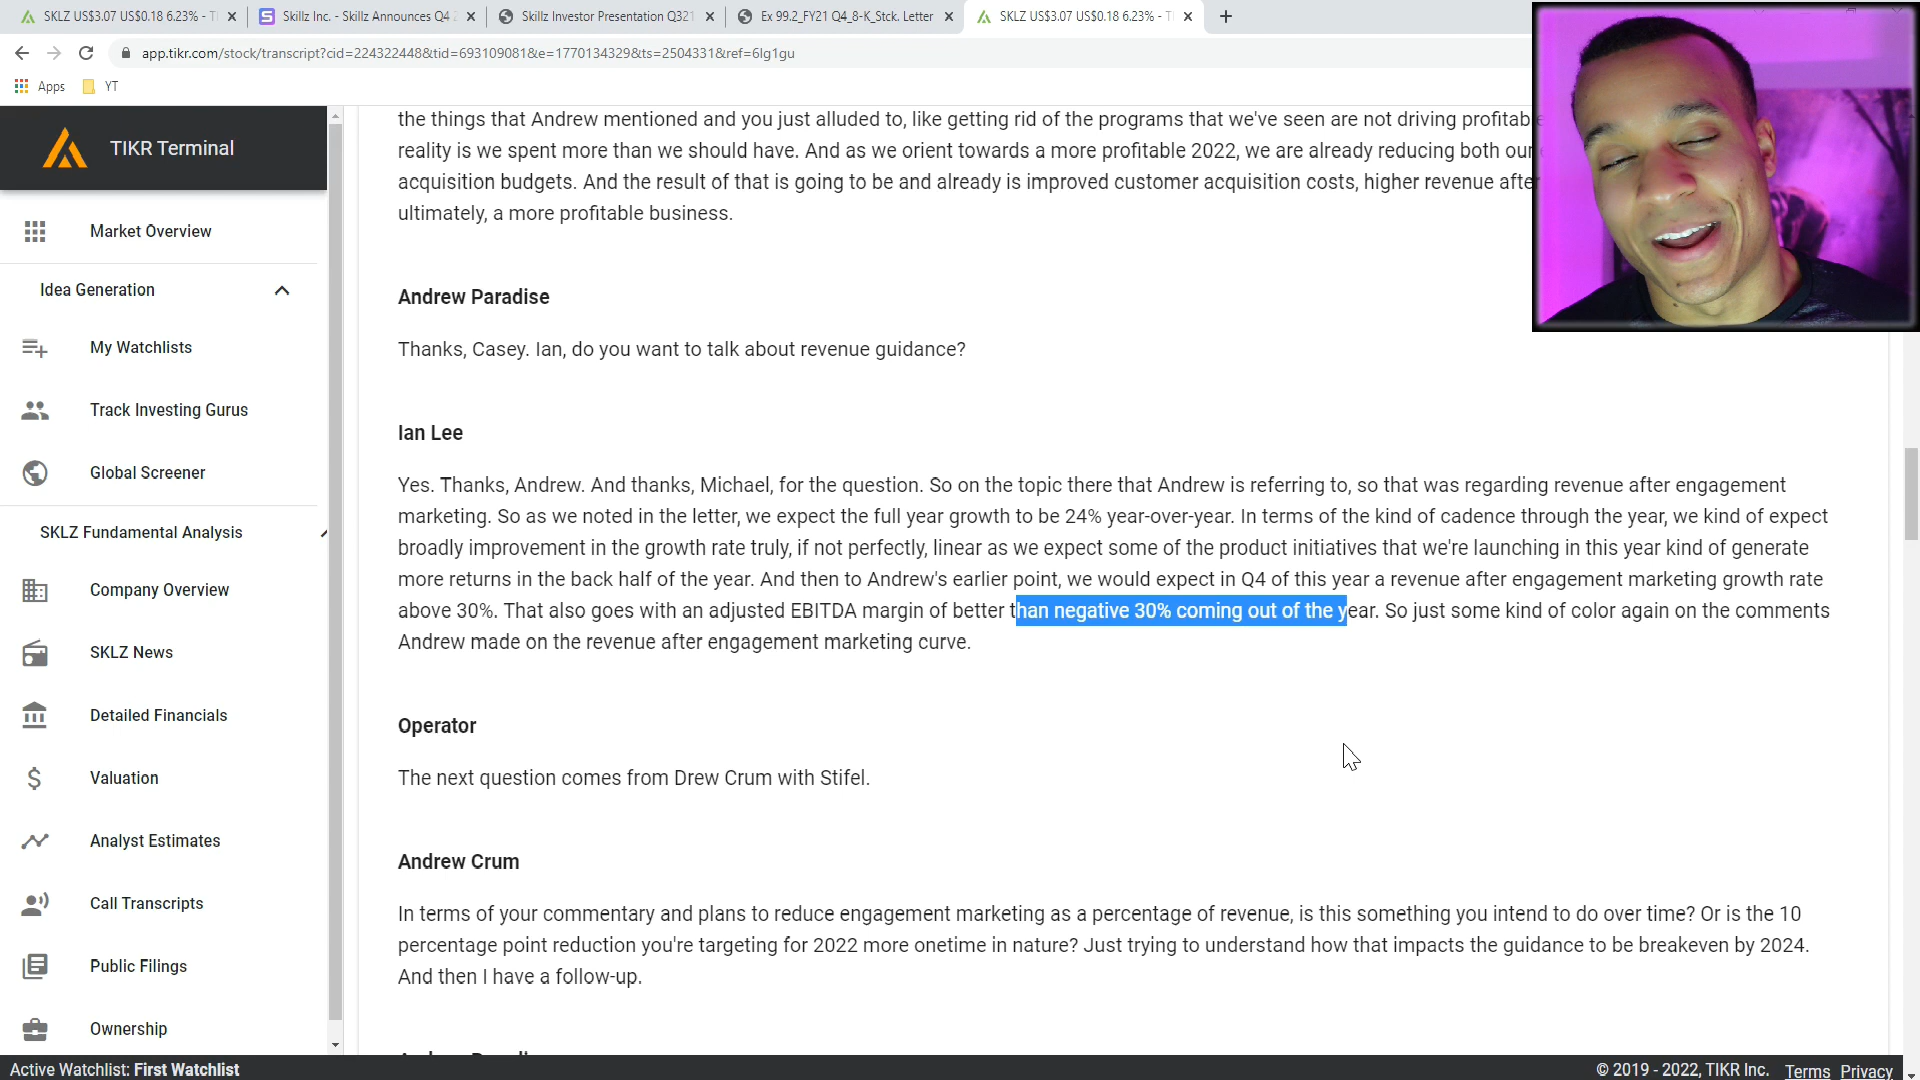 SKLZ US$3.07 US$0.18 6.23% - T
Skillz Inc. - Skillz Announces Q4
Skillz Investor Presentation Q321
Ex 99.2_FY21 Q4_8-K_Stck. Letter
SKLZ US$3.07 US$0.18 6.23% - T
app.tikr.com/stock/transcript?cid=224322448&tid=693109081&e=1770134329&ts=2504331&ref=6lg1gu
Apps
YT
TIKR Terminal
Market Overview
Idea Generation
My Watchlists
Track Investing Gurus
Global Screener
SKLZ Fundamental Analysis
Company Overview
SKLZ News
Detailed Financials
Valuation
Analyst Estimates
Call Transcripts
Public Filings
Ownership
the things that Andrew mentioned and you just alluded to, like getting rid of the programs that we've seen are not driving profitab
reality is we spent more than we should have. And as we orient towards a more profitable 2022, we are already reducing both our
acquisition budgets. And the result of that is going to be and already is improved customer acquisition costs, higher revenue after
ultimately, a more profitable business.
Andrew Paradise
Thanks, Casey. Ian, do you want to talk about revenue guidance?
Ian Lee
Yes. Thanks, Andrew. And thanks, Michael, for the question. So on the topic there that Andrew is referring to, so that was regarding revenue after engagement
marketing. So as we noted in the letter, we expect the full year growth to be 24% year-over-year. In terms of the kind of cadence through the year, we kind of expect
broadly improvement in the growth rate truly, if not perfectly, linear as we expect some of the product initiatives that we're launching in this year kind of generate
more returns in the back half of the year. And then to Andrew's earlier point, we would expect in Q4 of this year a revenue after engagement marketing growth rate
above 30%. That also goes with an adjusted EBITDA margin of better than negative 30% coming out of the year. So just some kind of color again on the comments
Andrew made on the revenue after engagement marketing curve.
Operator
The next question comes from Drew Crum with Stifel.
Andrew Crum
In terms of your commentary and plans to reduce engagement marketing as a percentage of revenue, is this something you intend to do over time? Or is the 10
percentage point reduction you're targeting for 2022 more onetime in nature? Just trying to understand how that impacts the guidance to be breakeven by 2024.
And then I have a follow-up.
Active Watchlist: First Watchlist
© 2019 - 2022, TIKR Inc. Terms Privacy